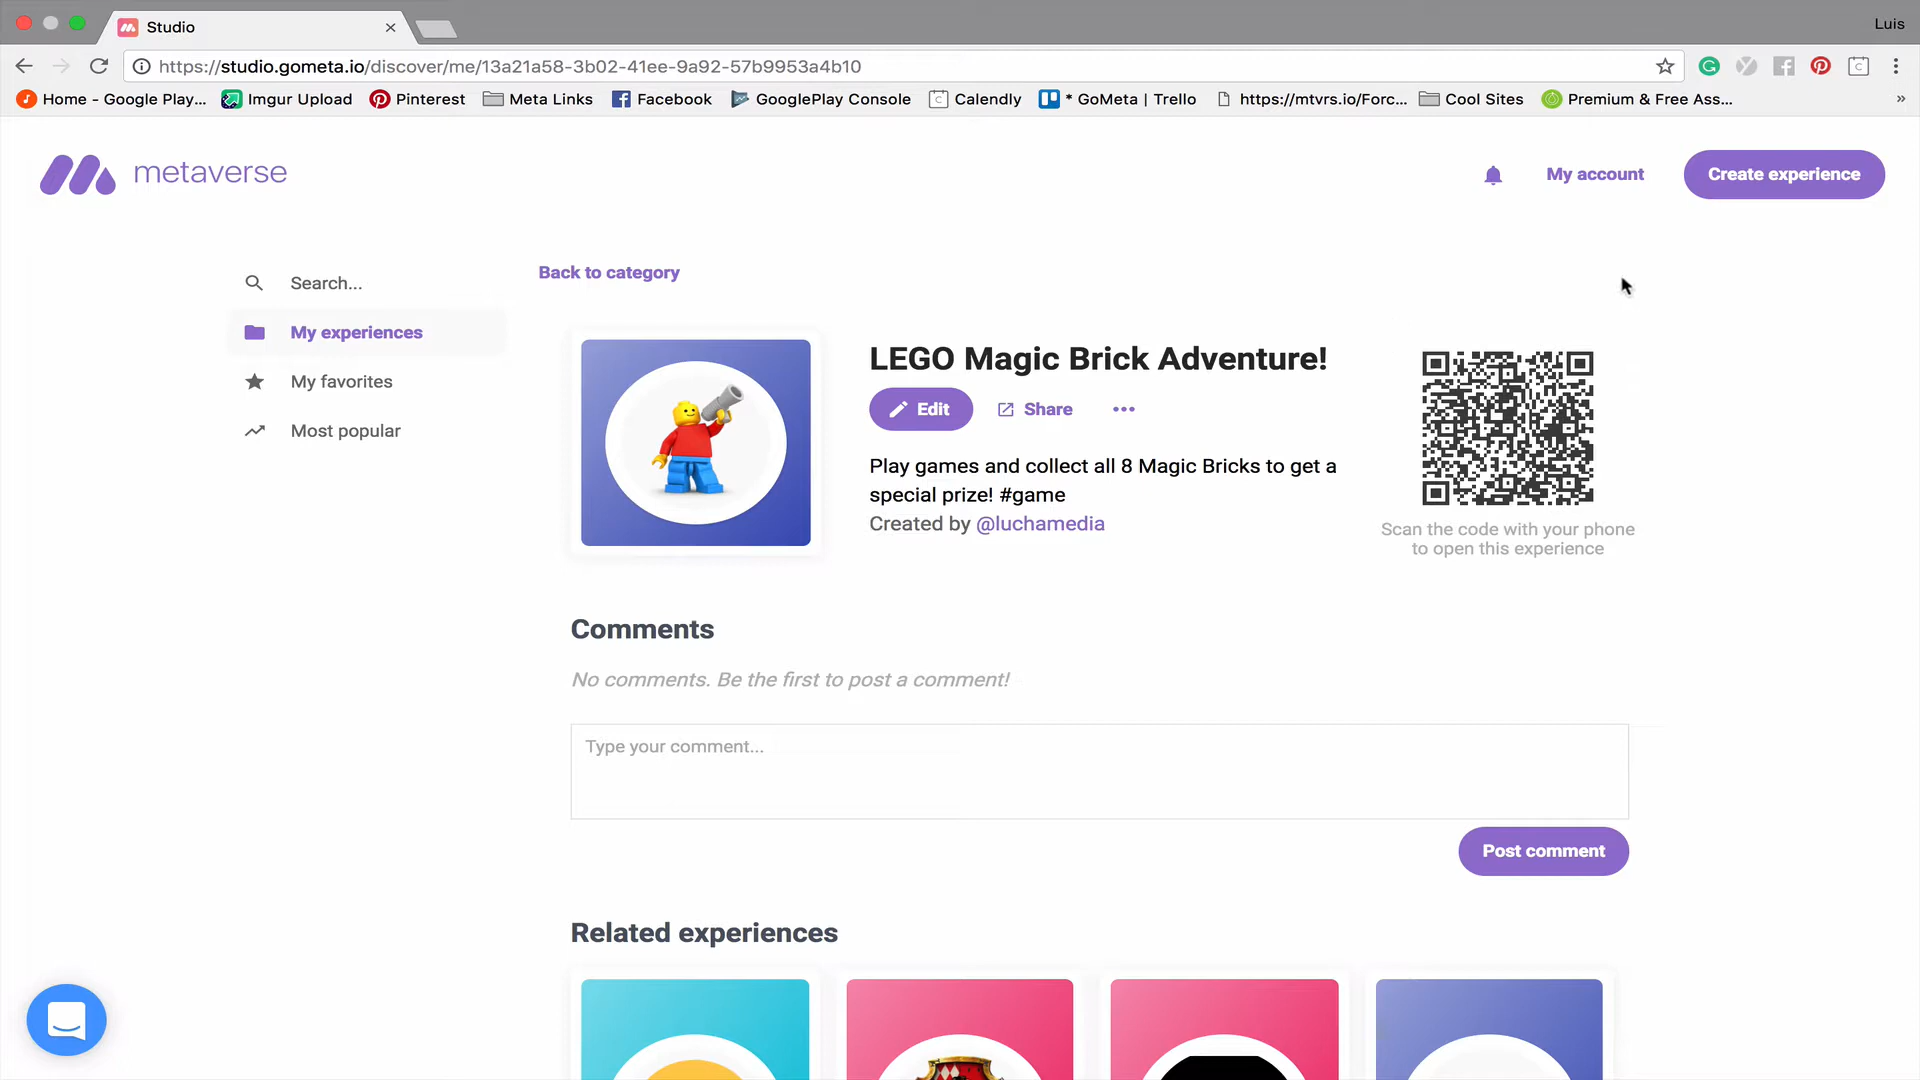 Studio
Luis
https://studio.gometa.io/discover/me/13a21a58-3b02-41ee-9a92-57b9953a4b10
Home - Google Play...
Imgur Upload
Pinterest
Meta Links
Facebook
GooglePlay Console
Calendly
* GoMeta | Trello
https://mtvrs.io/Forc...
Cool Sites
Premium & Free Ass...
»
metaverse
My account
Create experience
Search...
My experiences
My favorites
Most popular
Back to category
LEGO Magic Brick Adventure!
Edit
Share
Play games and collect all 8 Magic Bricks to get a
special prize! #game
Created by @luchamedia
Scan the code with your phone
to open this experience
Comments
No comments. Be the first to post a comment!
Type your comment...
Post comment
Related experiences